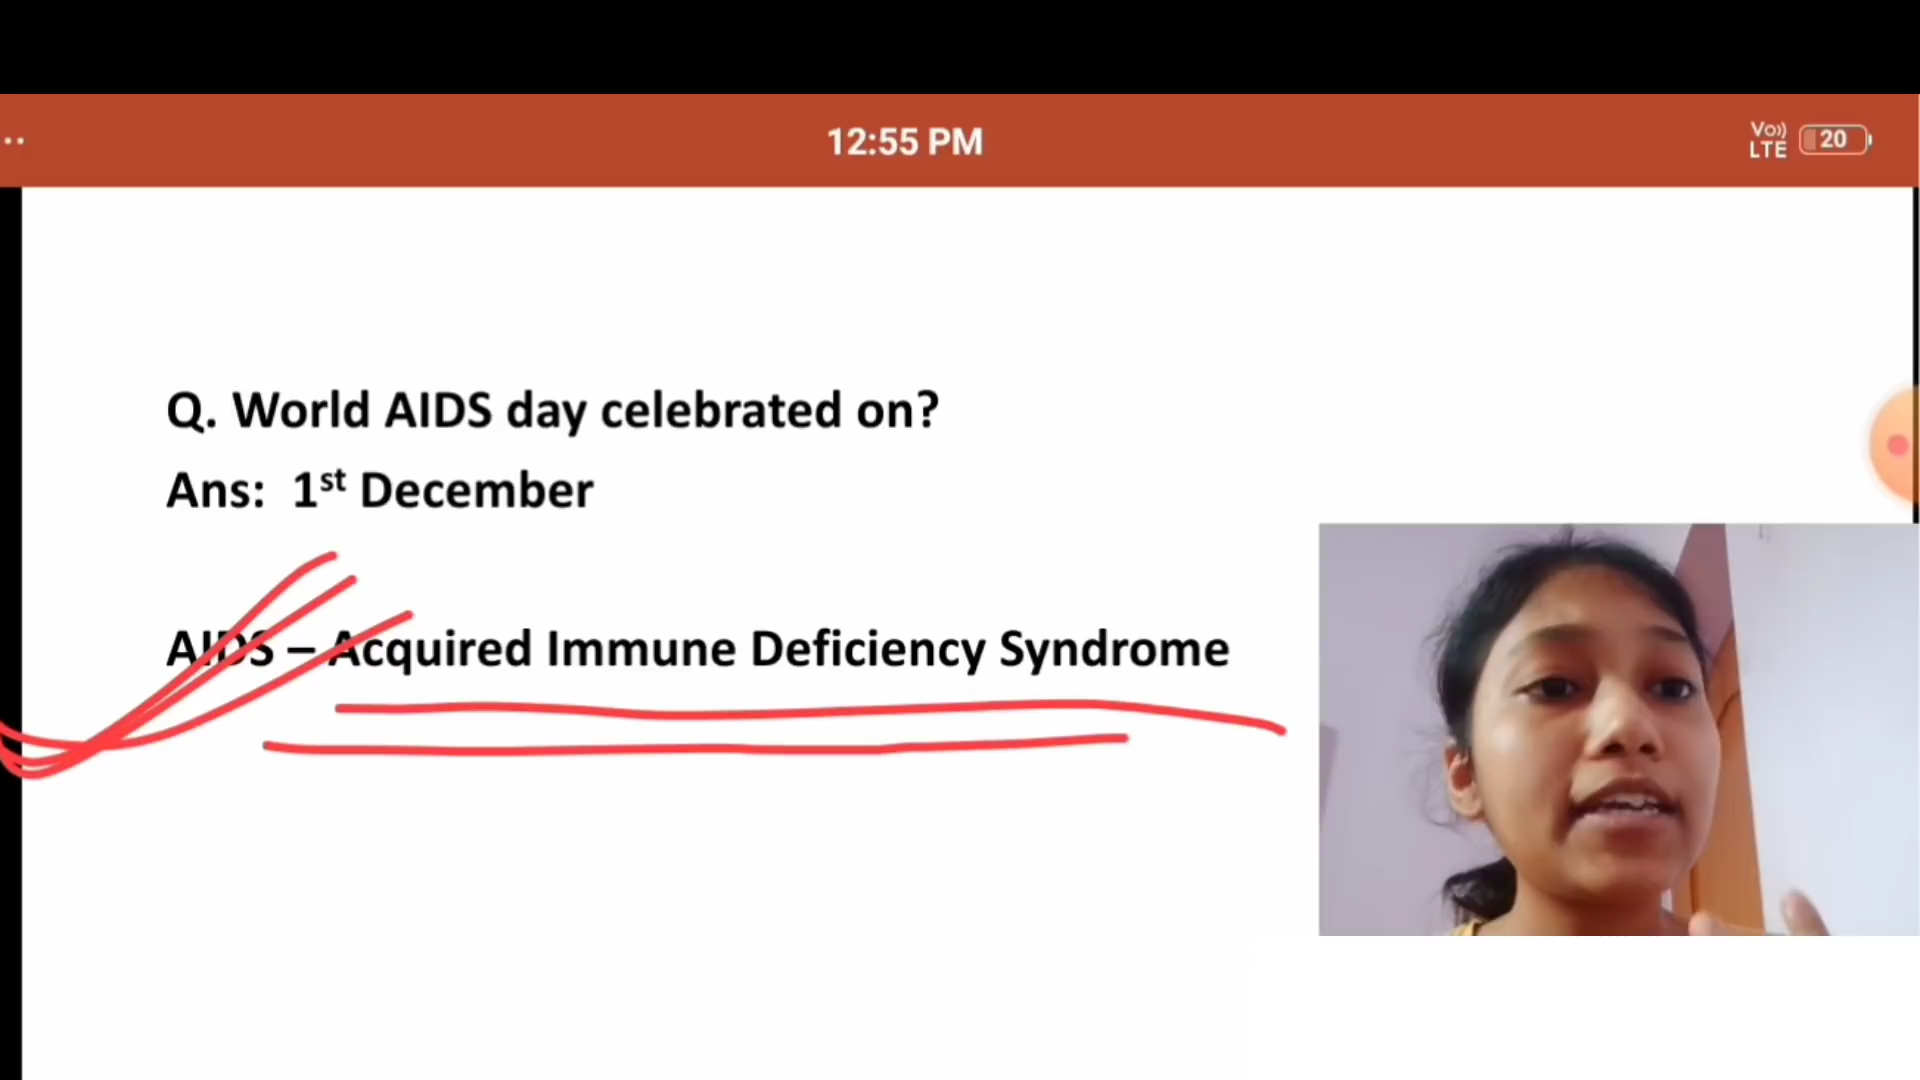 12:55 PM
Vo)) LTE 20
Q. World AIDS day celebrated on?
Ans: 1st December
AIDS – Acquired Immune Deficiency Syndrome